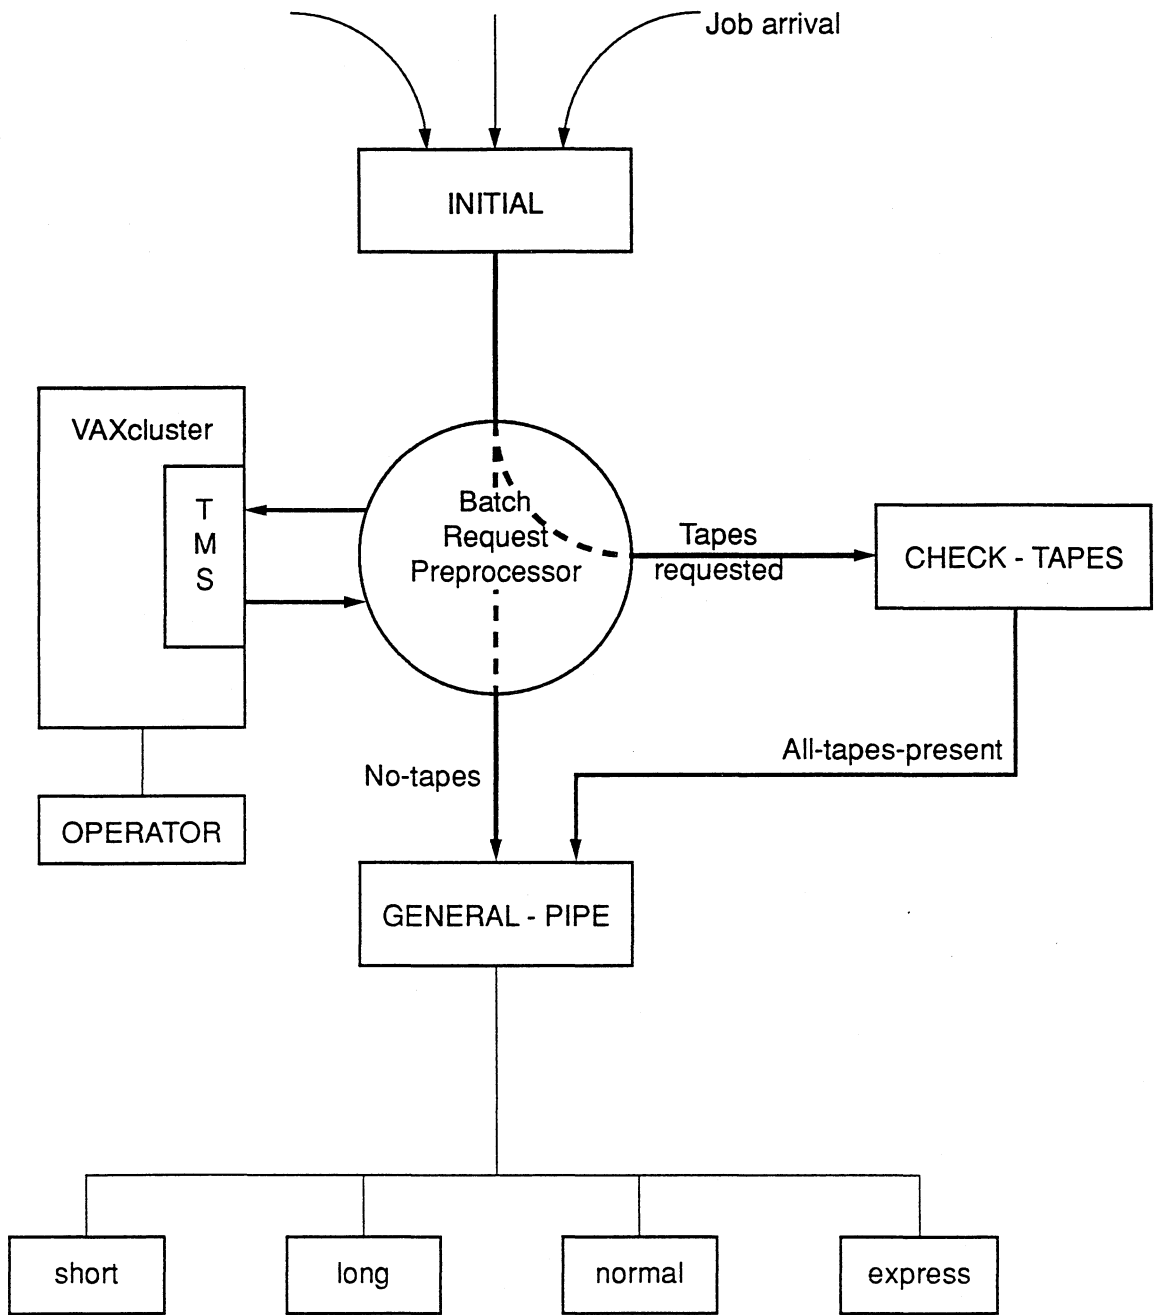 Job arrival
INITIAL
VAXcluster
T
M
S
Batch
Request
Preprocessor
Tapes
requested
CHECK - TAPES
All-tapes-present
No-tapes
OPERATOR
GENERAL - PIPE
short
long
normal
express